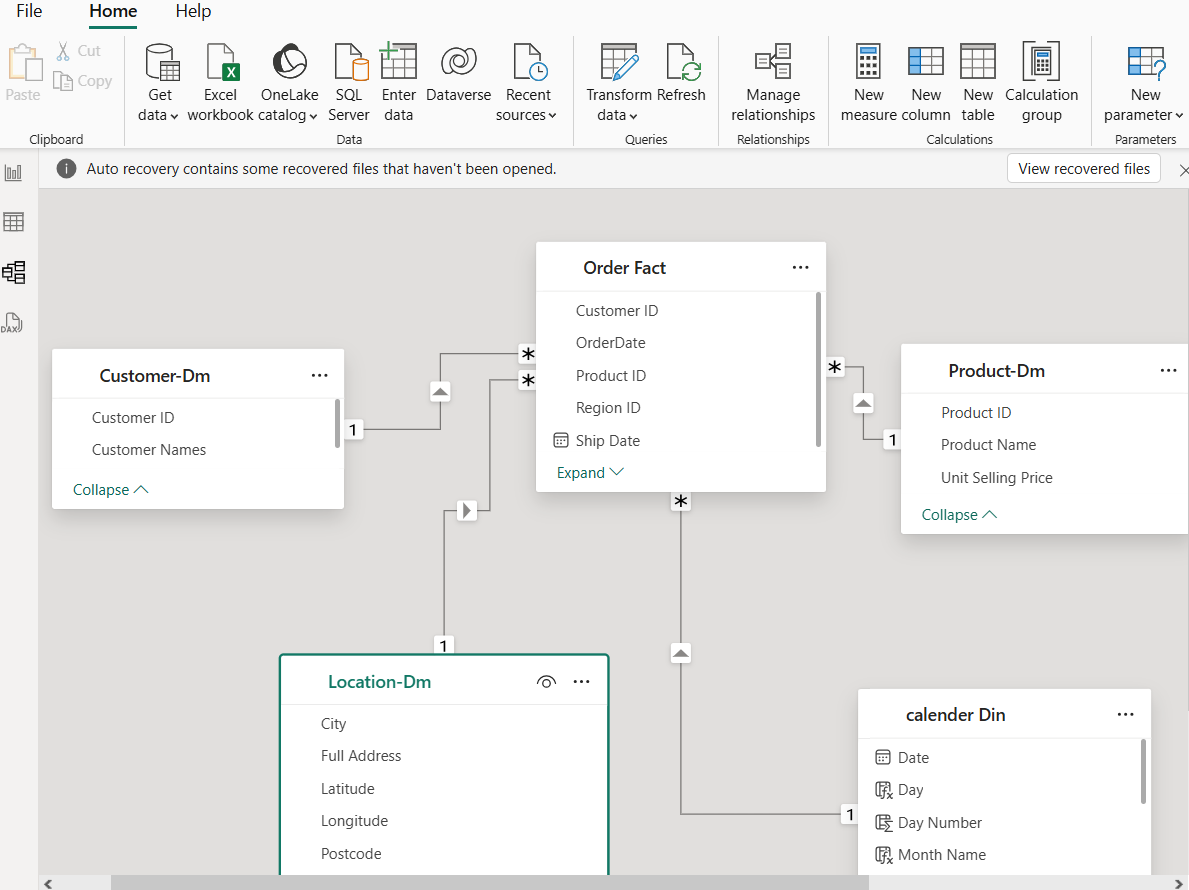 File Home Help
Paste
Cut
Copy
Clipboard
Get data
Excel workbook
OneLake catalog
SQL Server
Enter data
Dataverse
Recent sources
Data
Transform data
Refresh
Queries
Manage relationships
Relationships
New measure
New column
New table
Calculation group
Calculations
New parameter
Parameters
Auto recovery contains some recovered files that haven't been opened.
View recovered files
DAX
Order Fact
Customer ID
OrderDate
Product ID
Region ID
Ship Date
Expand
Customer-Dm
Customer ID
Customer Names
Collapse
1
*
*
*
1
Product-Dm
Product ID
Product Name
Unit Selling Price
Collapse
*
1
Location-Dm
City
Full Address
Latitude
Longitude
Postcode
1
calender Din
Date
Day
Day Number
Month Name